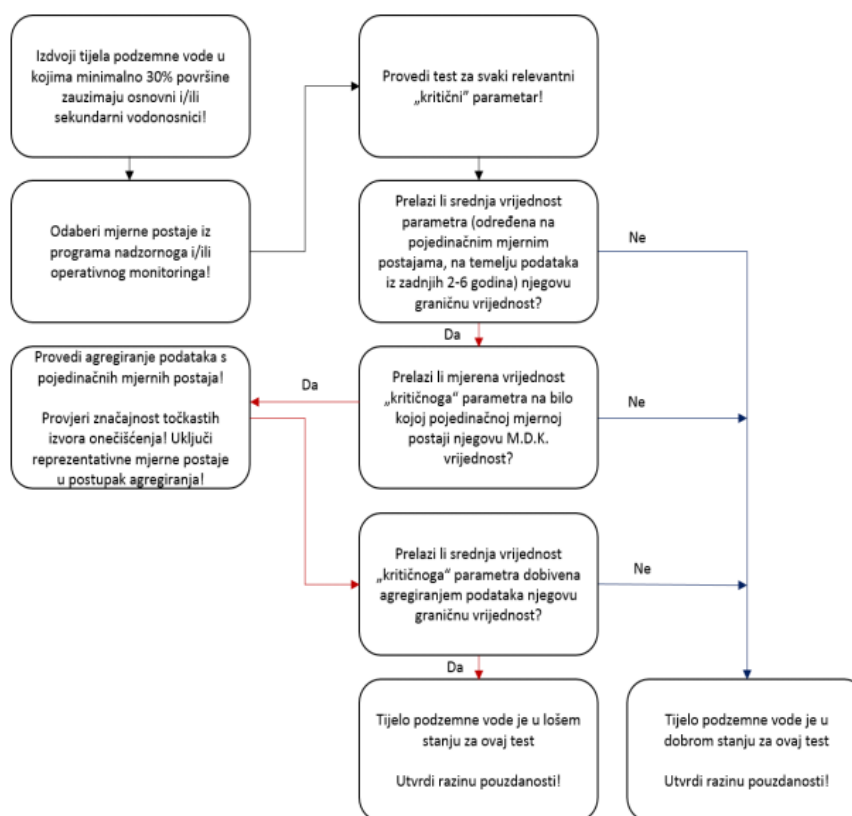 Izdvoji tijela podzemne vode u
kojima minimalno 30% površine
zauzimaju osnovni i/ili
sekundarni vodonosnici!
Odaberi mjerne postaje iz
programa nadzornoga i/ili
operativnog monitoringa!
Provedi test za svaki relevantni
„kritični” parametar!
Prelazi li srednja vrijednost
parametra (određena na
pojedinačnim mjernim
postajama, na temelju podataka
iz zadnjih 2-6 godina) njegovu
graničnu vrijednost?
Ne
Da
Prelazi li mjerena vrijednost
„kritičnoga” parametra na bilo
kojoj pojedinačnoj mjernoj
postaji njegovu M.D.K.
vrijednost?
Ne
Da
Provedi agregiranje podataka s
pojedinačnih mjernih postaja!
Provjeri značajnost točkastih
izvora onečišćenja! Uključi
reprezentativne mjerne postaje
u postupak agregiranja!
Prelazi li srednja vrijednost
„kritičnoga” parametra dobivena
agregiranjem podataka njegovu
graničnu vrijednost?
Ne
Da
Tijelo podzemne vode je u lošem
stanju za ovaj test
Utvrdi razinu pouzdanosti!
Tijelo podzemne vode je u
dobrom stanju za ovaj test
Utvrdi razinu pouzdanosti!